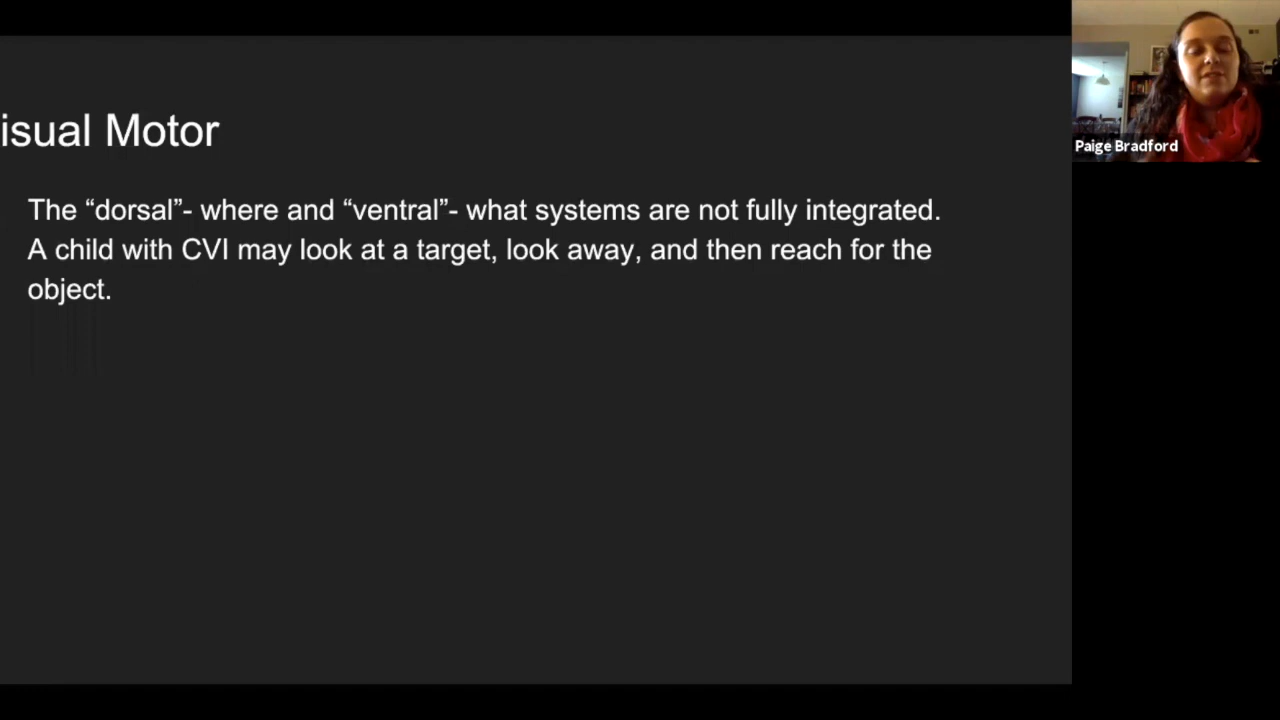 isual Motor
The “dorsal”- where and “ventral”- what systems are not fully integrated.
A child with CVI may look at a target, look away, and then reach for the
object.
Paige Bradford